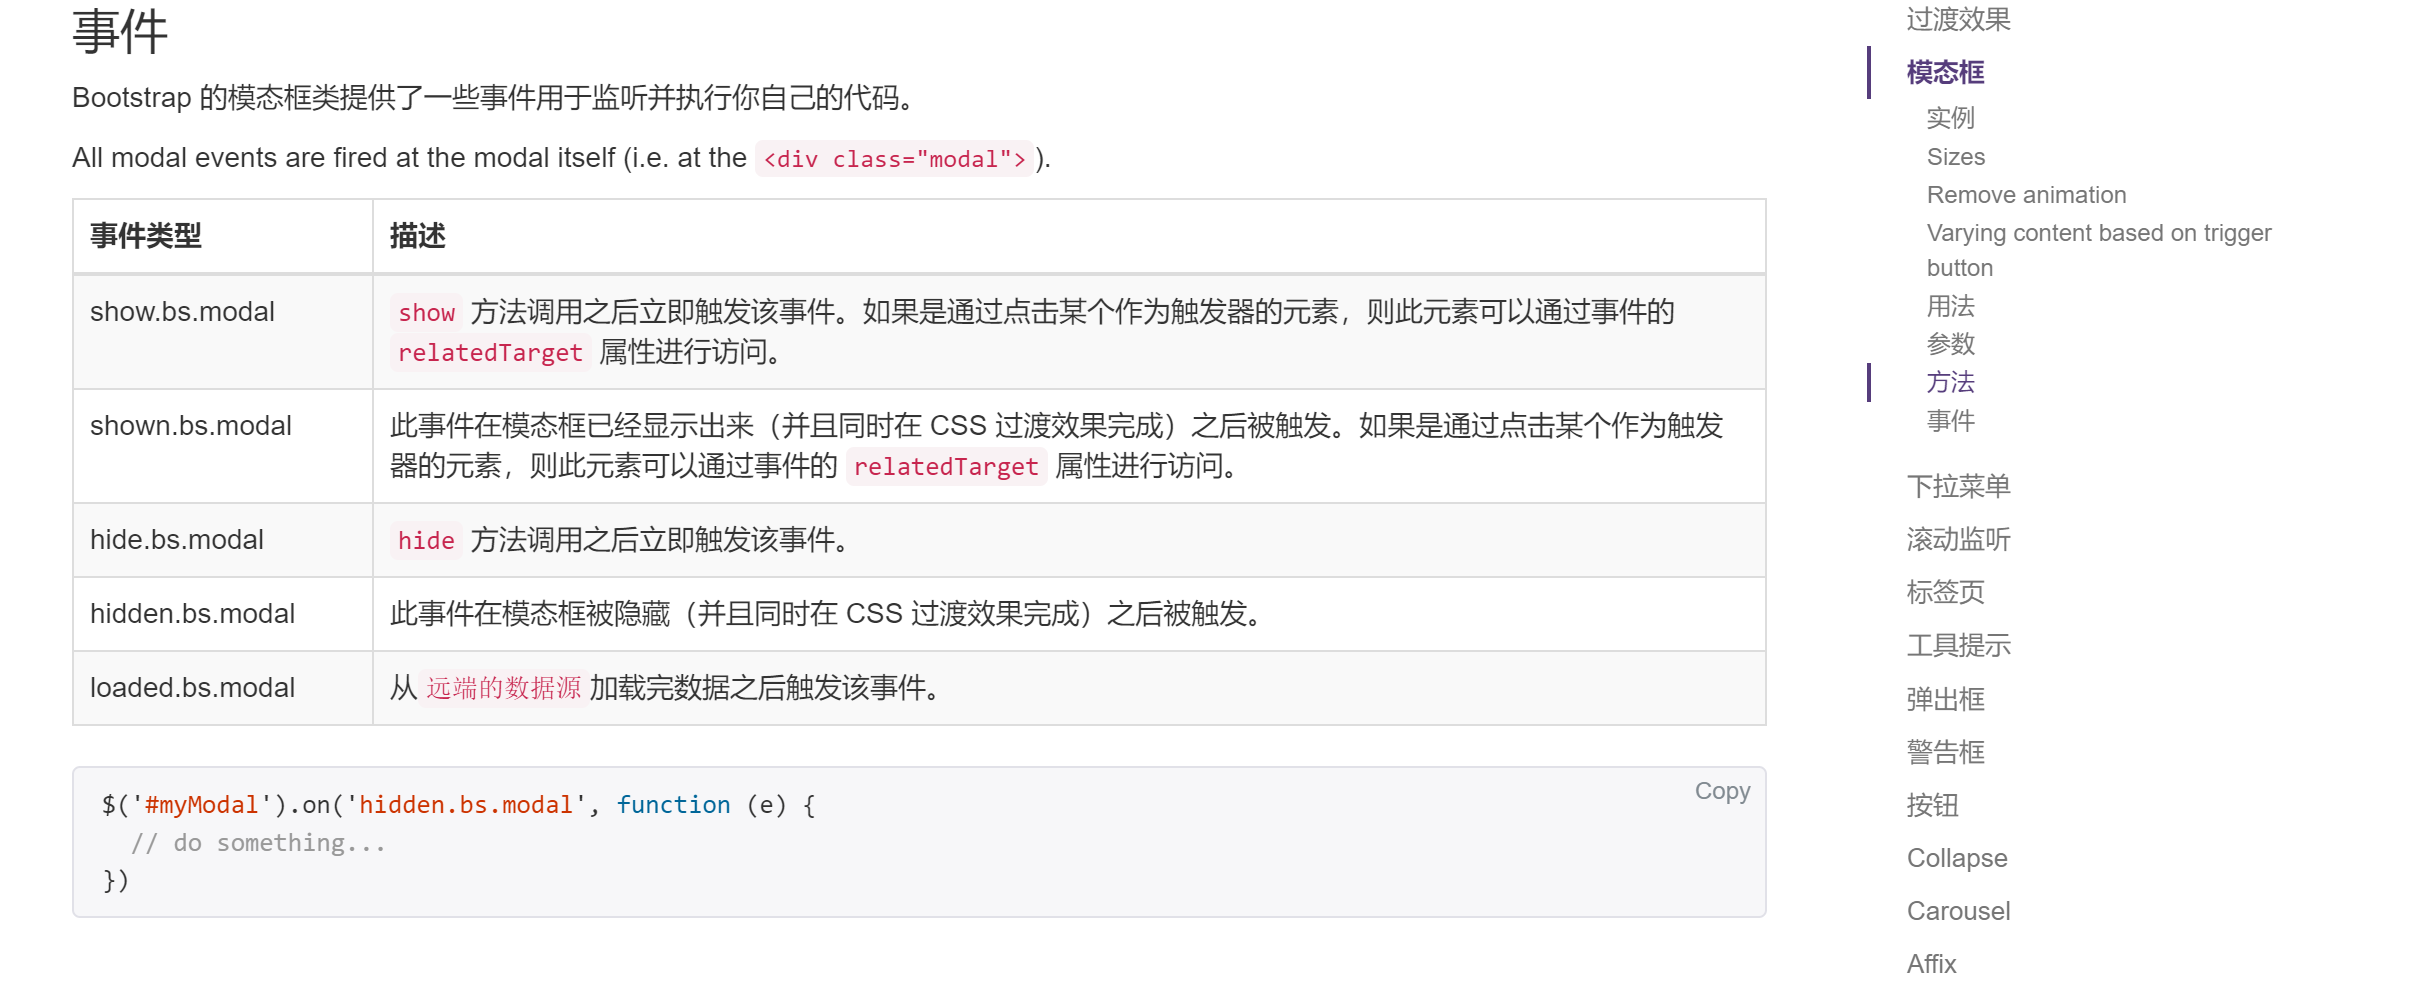 事件
Bootstrap 的模态框类提供了一些事件用于监听并执行你自己的代码。
All modal events are fired at the modal itself (i.e. at the <div class="modal">).
事件类型 描述
show.bs.modal show 方法调用之后立即触发该事件。如果是通过点击某个作为触发器的元素，则此元素可以通过事件的
relatedTarget 属性进行访问。
shown.bs.modal 此事件在模态框已经显示出来（并且同时在 CSS 过渡效果完成）之后被触发。如果是通过点击某个作为触发
器的元素，则此元素可以通过事件的 relatedTarget 属性进行访问。
hide.bs.modal hide 方法调用之后立即触发该事件。
hidden.bs.modal 此事件在模态框被隐藏（并且同时在 CSS 过渡效果完成）之后被触发。
loaded.bs.modal 从 远端的数据源 加载完数据之后触发该事件。
Copy
$('#myModal').on('hidden.bs.modal', function (e) {
  // do something...
})
过渡效果
模态框
实例
Sizes
Remove animation
Varying content based on trigger
button
用法
参数
方法
事件
下拉菜单
滚动监听
标签页
工具提示
弹出框
警告框
按钮
Collapse
Carousel
Affix